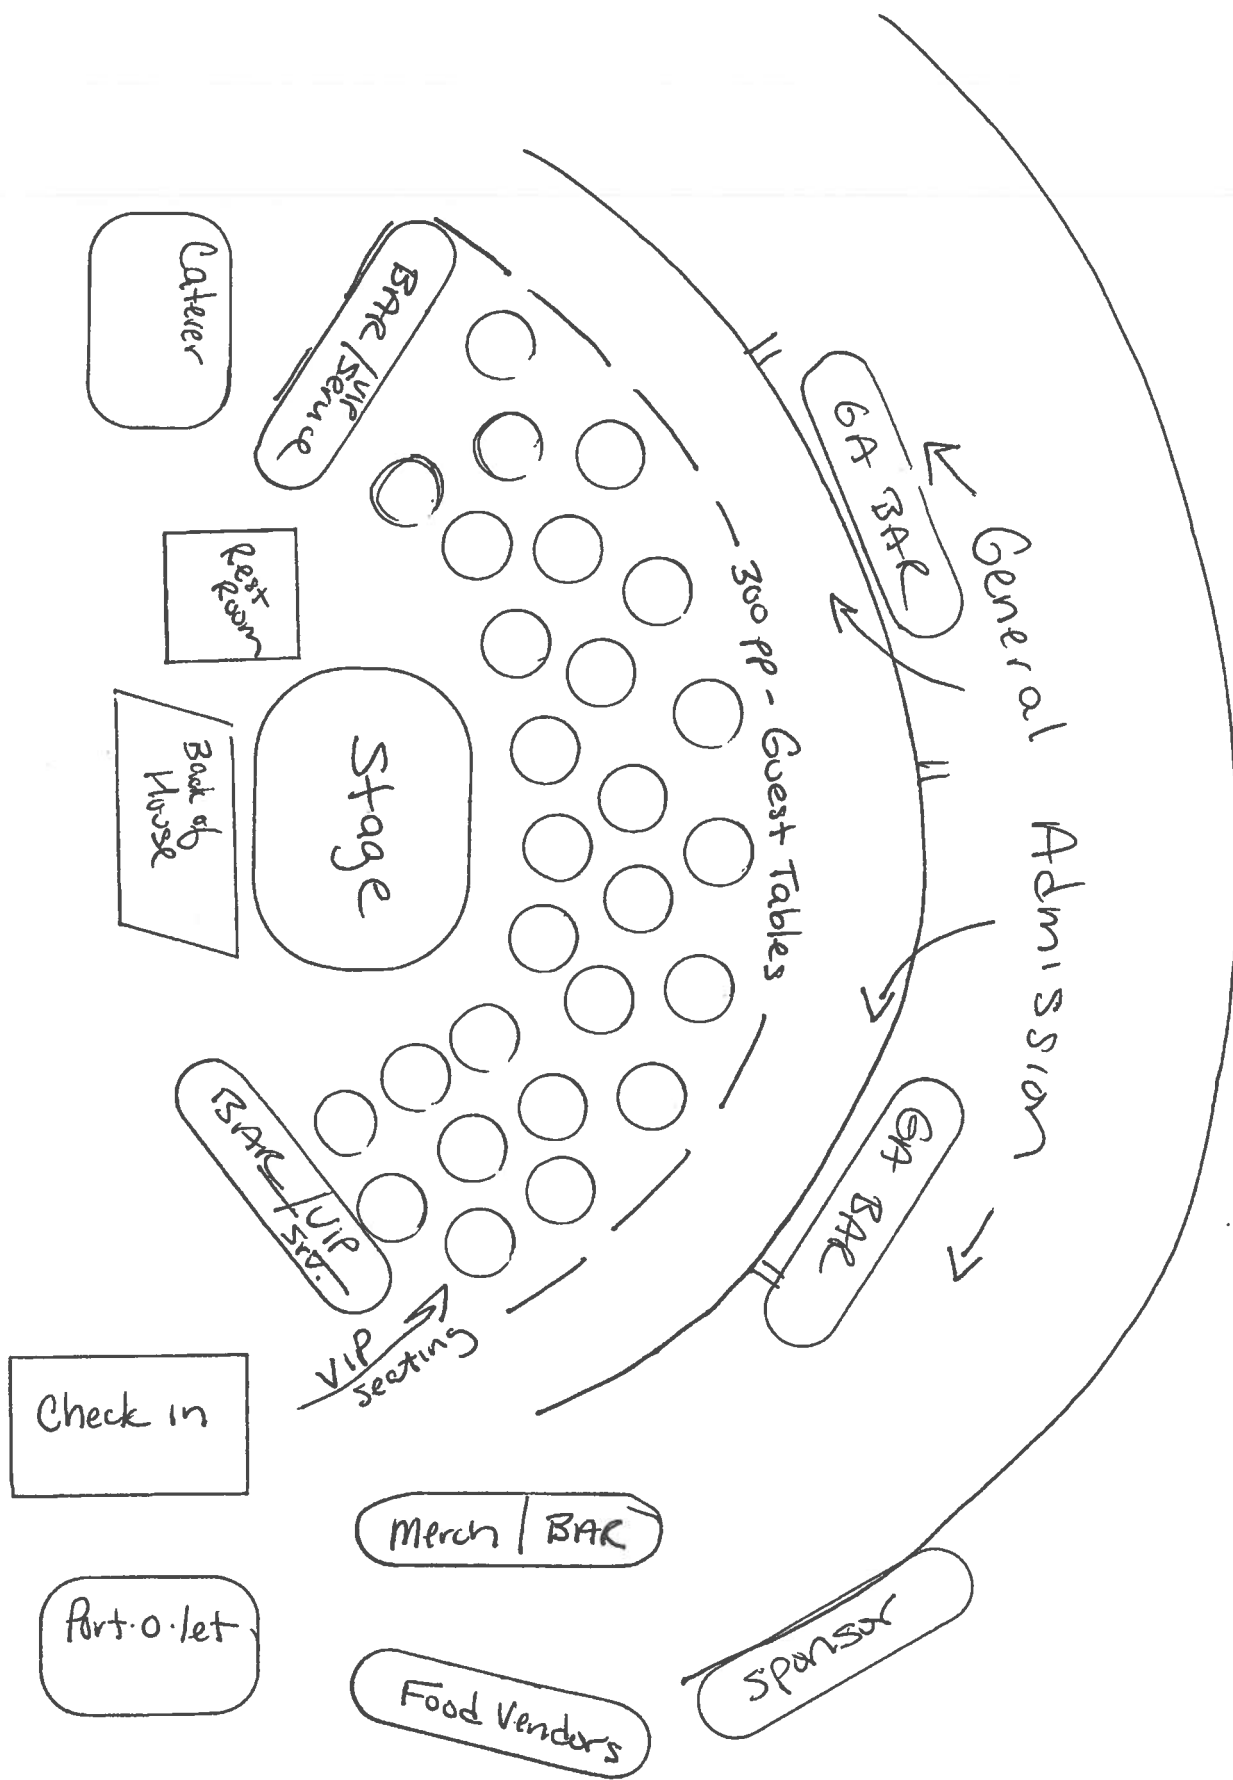 Caterer
BAR / VIP
Service
Rest
Room
Back of
House
Stage
300 pp - Guest Tables
GA BAR
General Admission
GA BAR
BAR / VIP
Srv.
VIP
seating
Check in
Merch | BAR
Port.o.let
Food Vendors
Sponsor